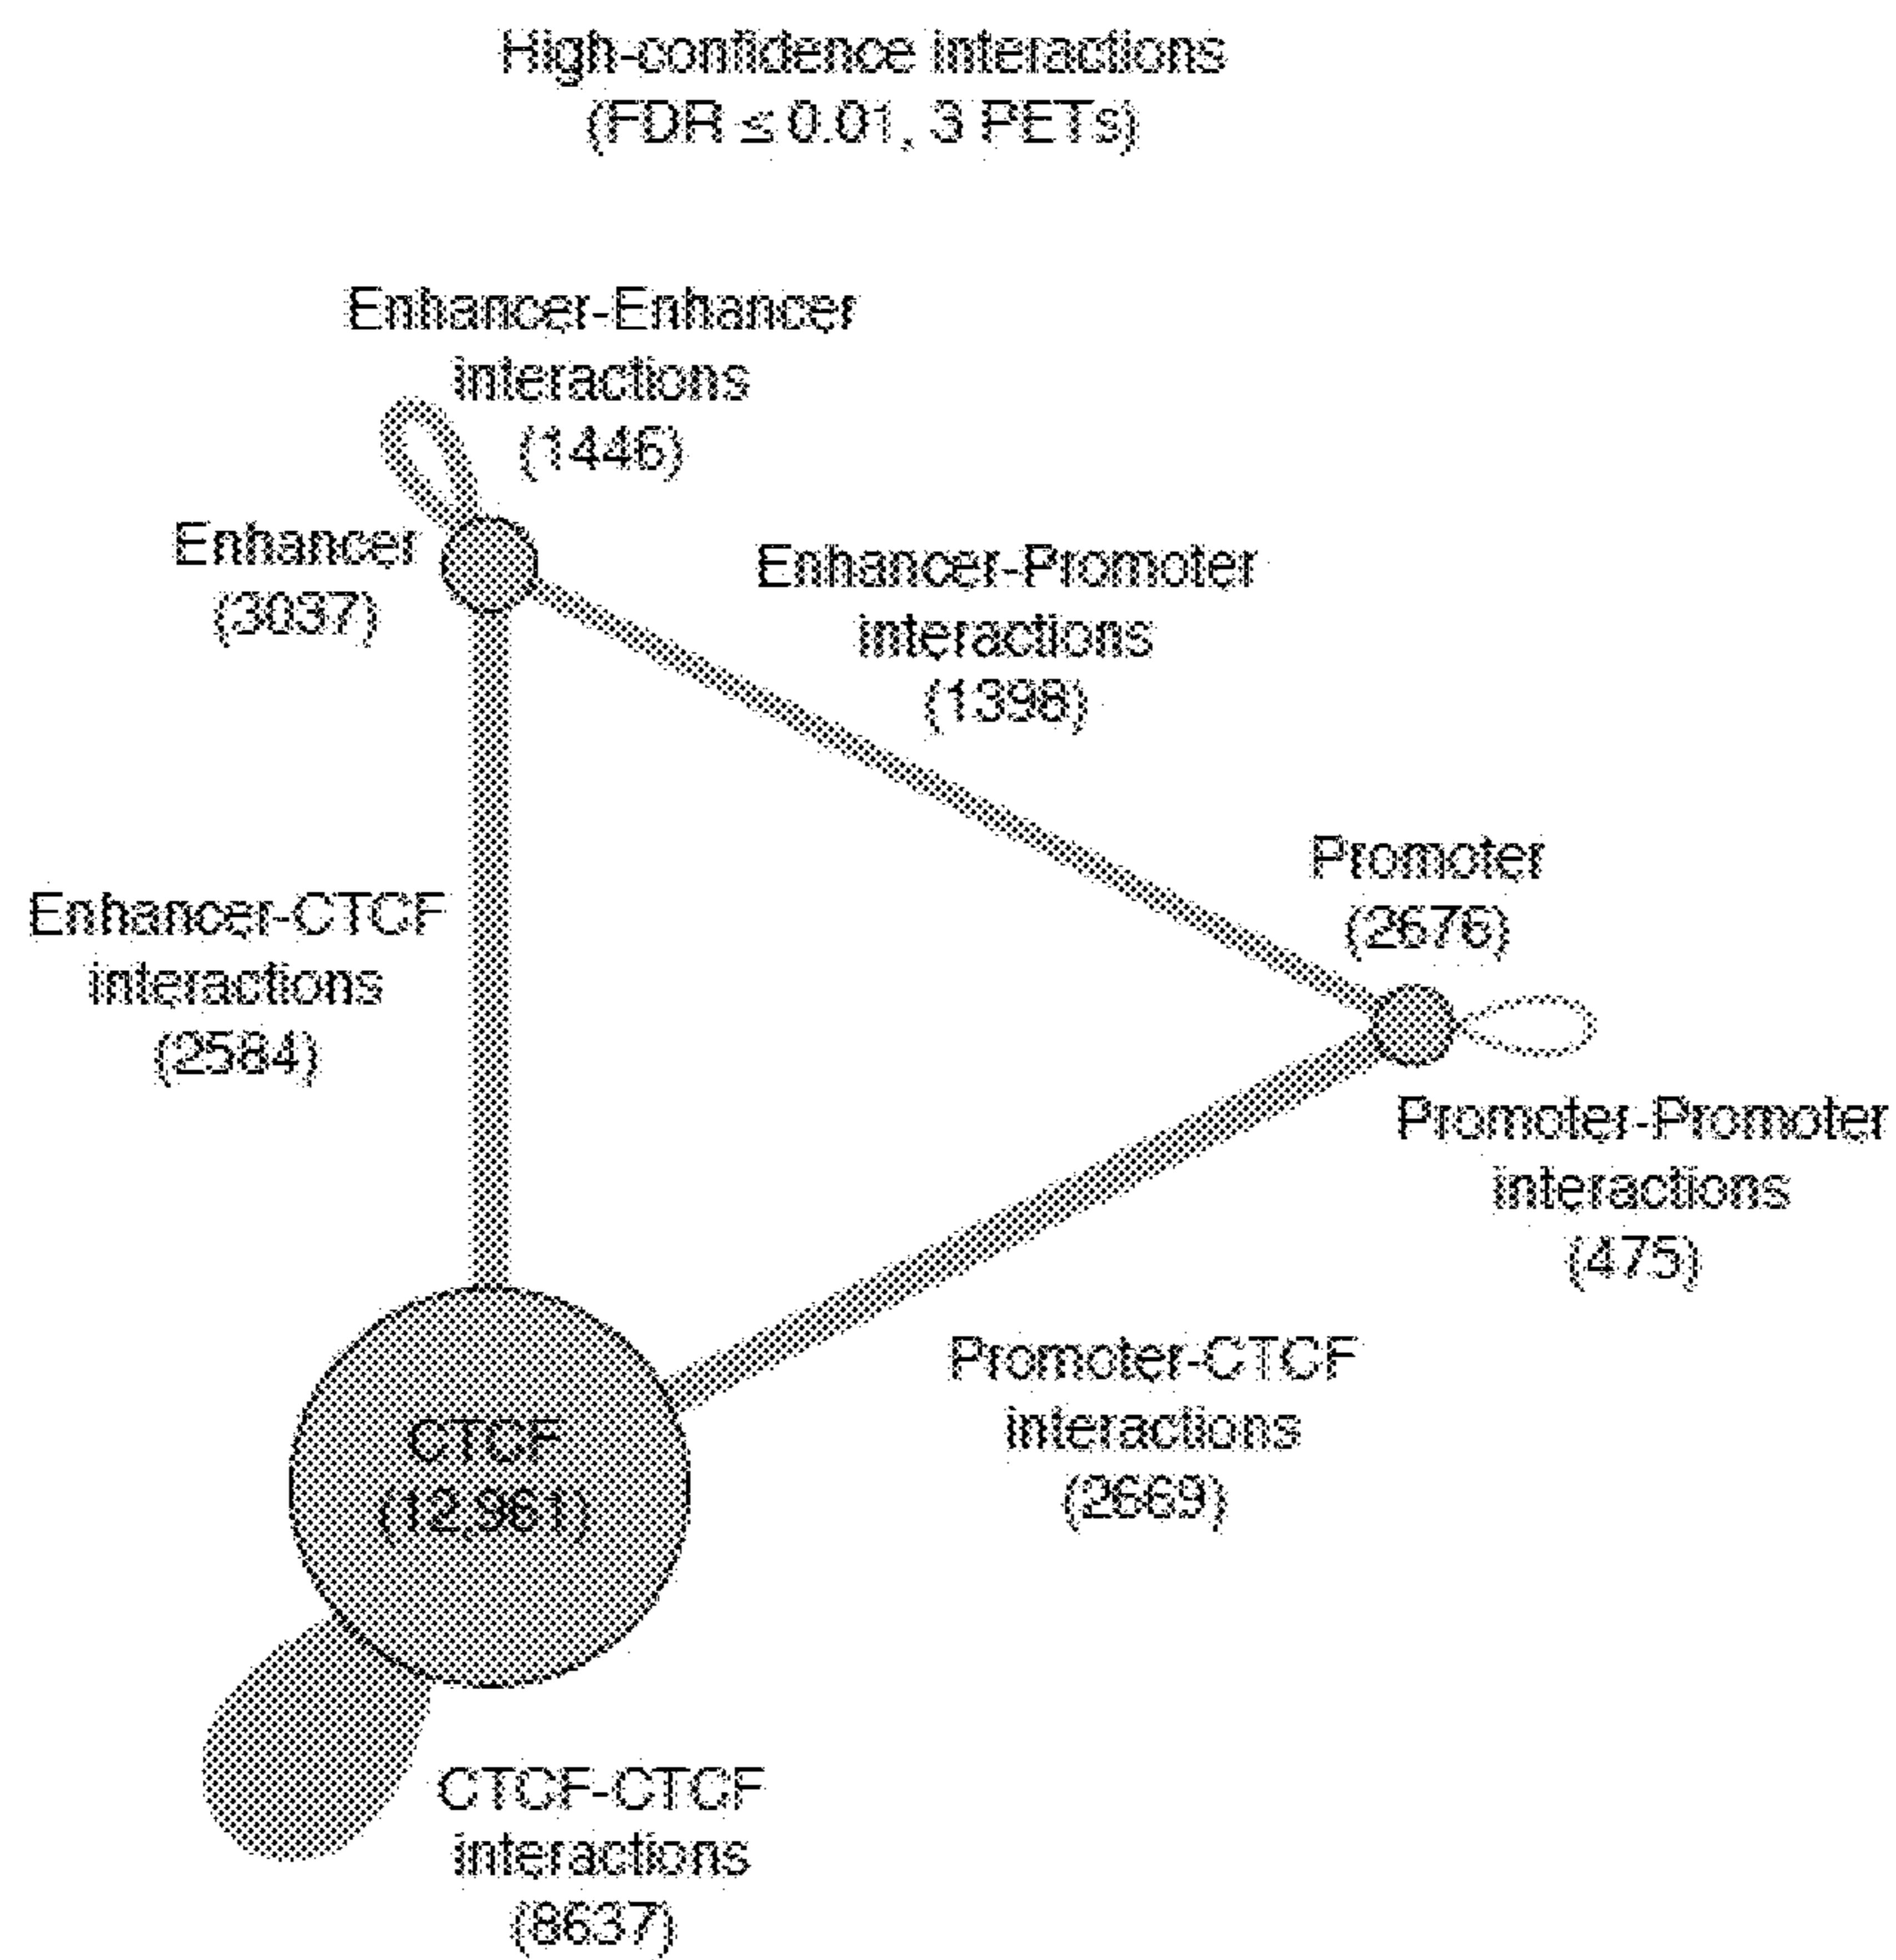 High-confidence interactions
(FDR ≤ 0.01, 3 PETs)
Enhancer-Enhancer
interactions
(1446)
Enhancer
(3037)
Enhancer-Promoter
interactions
(1398)
Promoter
(2676)
Enhancer-CTCF
interactions
(2584)
Promoter-Promoter
interactions
(475)
Promoter-CTCF
interactions
(2669)
CTCF
(12,961)
CTCF-CTCF
interactions
(8637)